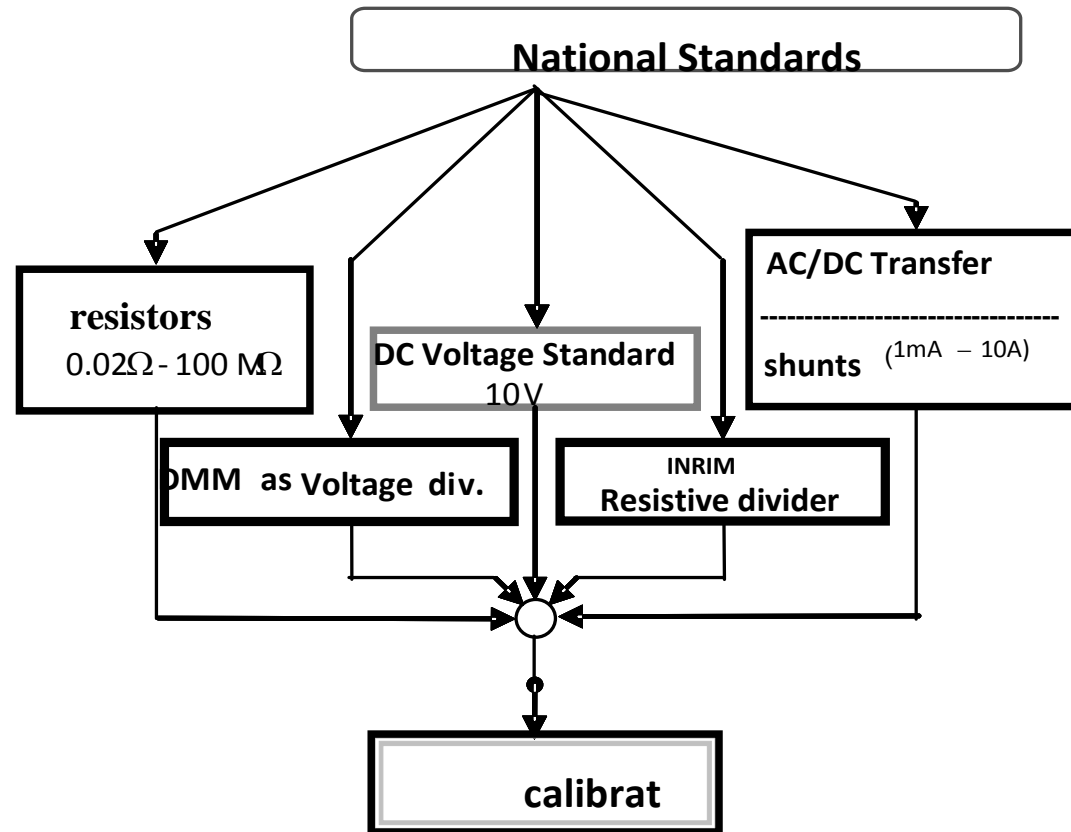 National Standards
resistors
0.02Ω - 100 MΩ
DC Voltage Standard
10V
AC/DC Transfer
-----------------------------------
shunts (1mA – 10A)
DMM as Voltage div.
INRIM
Resistive divider
calibrat